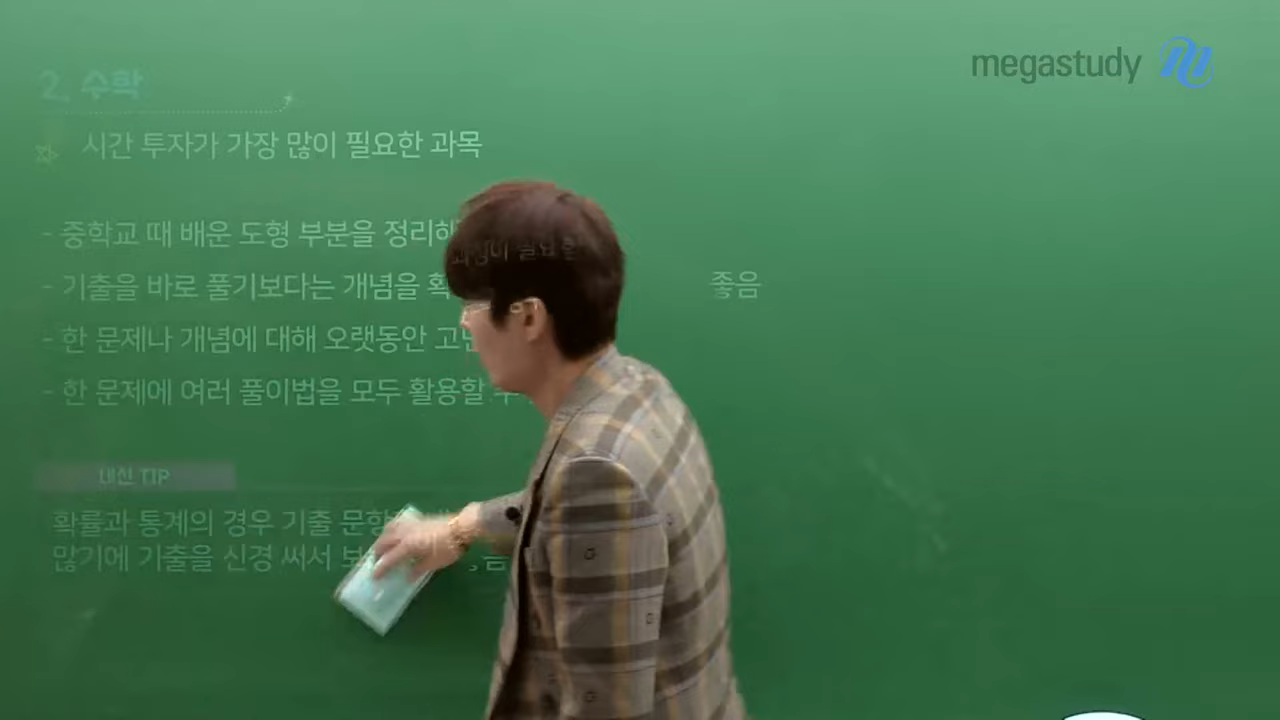 megastudy
2. 수학
시간 투자가 가장 많이 필요한 과목
- 중학교 때 배운 도형 부분을 정리해
- 기출을 바로 풀기보다는 개념을 좋음
- 한 문제나 개념에 대해 오랫동안
- 한 문제에 여러 풀이법을 모두 활용할 수
내신 TIP
확률과 통계의 경우 기출 문항
많기에 기출을 신경 써서